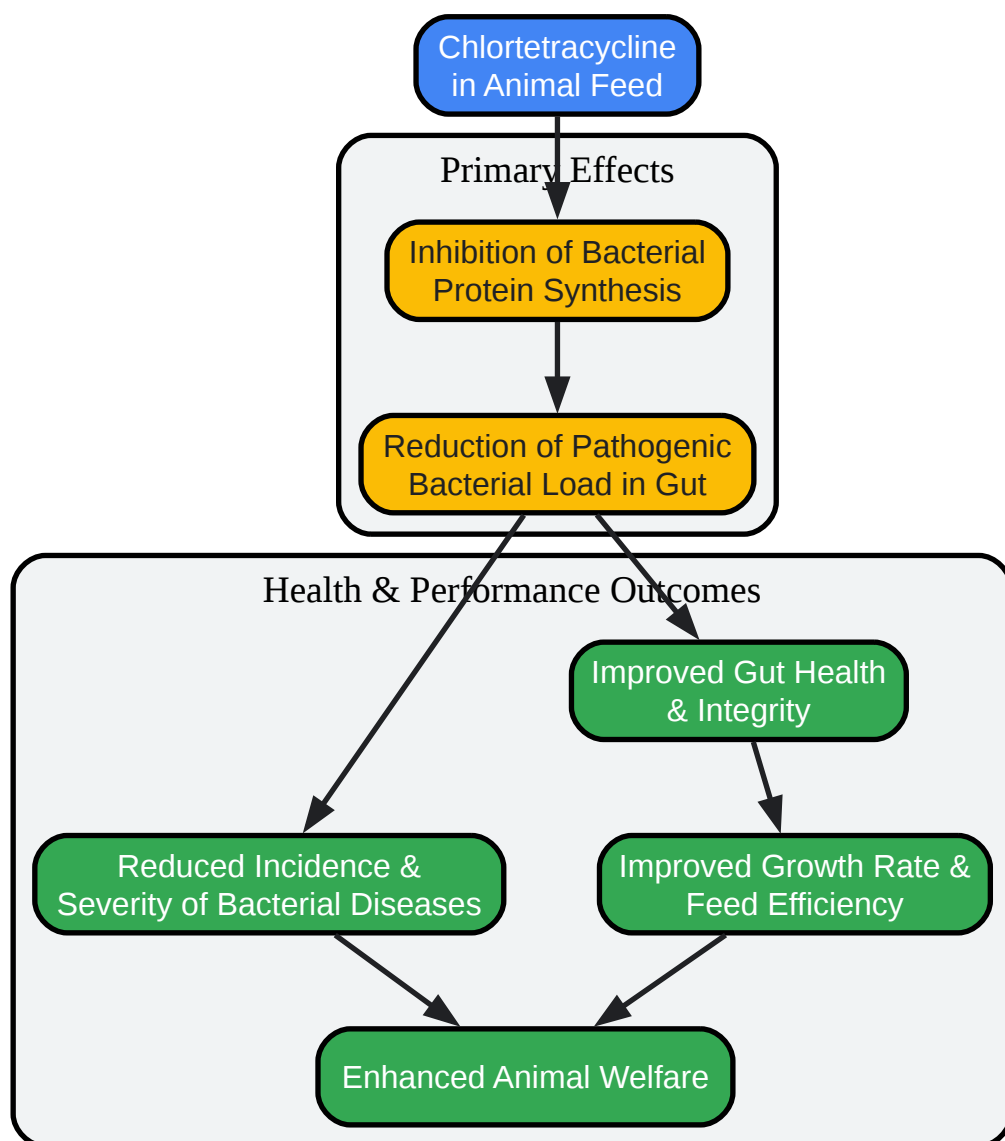 Chlortetracycline
in Animal Feed
Primary Effects
Inhibition of Bacterial
Protein Synthesis
Reduction of Pathogenic
Bacterial Load in Gut
Health & Performance Outcomes
Improved Gut Health
& Integrity
Reduced Incidence &
Severity of Bacterial Diseases
Improved Growth Rate &
Feed Efficiency
Enhanced Animal Welfare